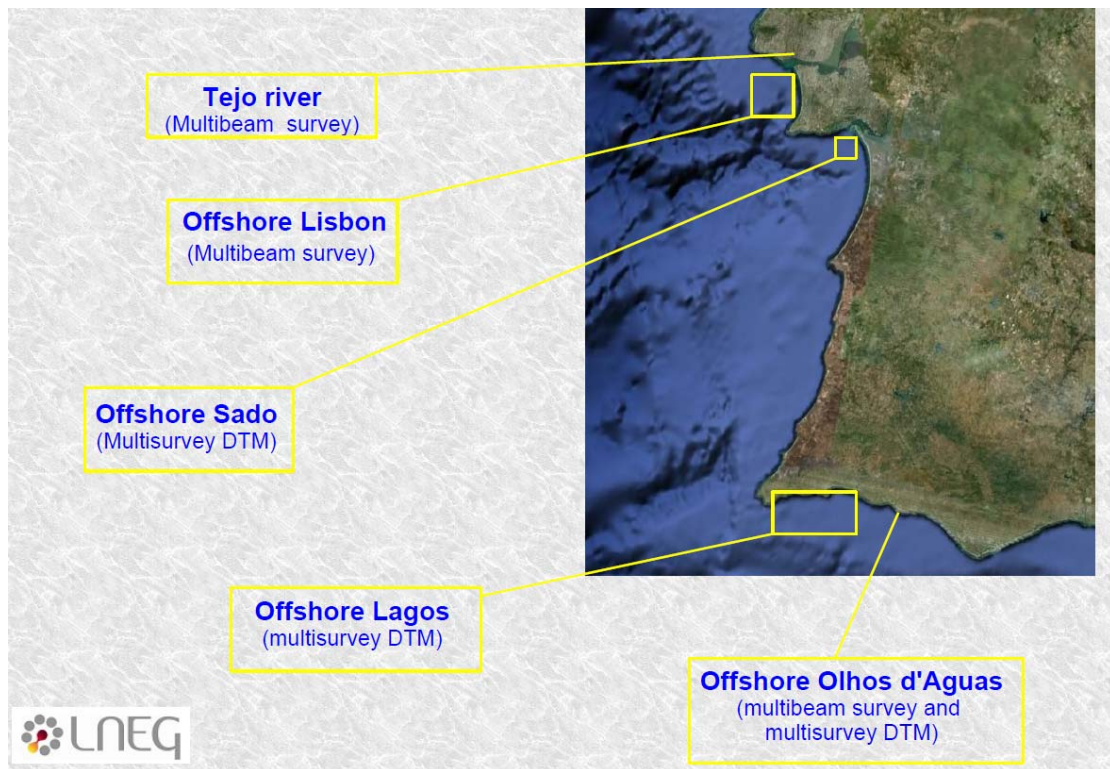 Tejo river
(Multibeam survey)
Offshore Lisbon
(Multibeam survey)
Offshore Sado
(Multisurvey DTM)
Offshore Lagos
(multisurvey DTM)
Offshore Olhos d'Aguas
(multibeam survey and
multisurvey DTM)
LNEG